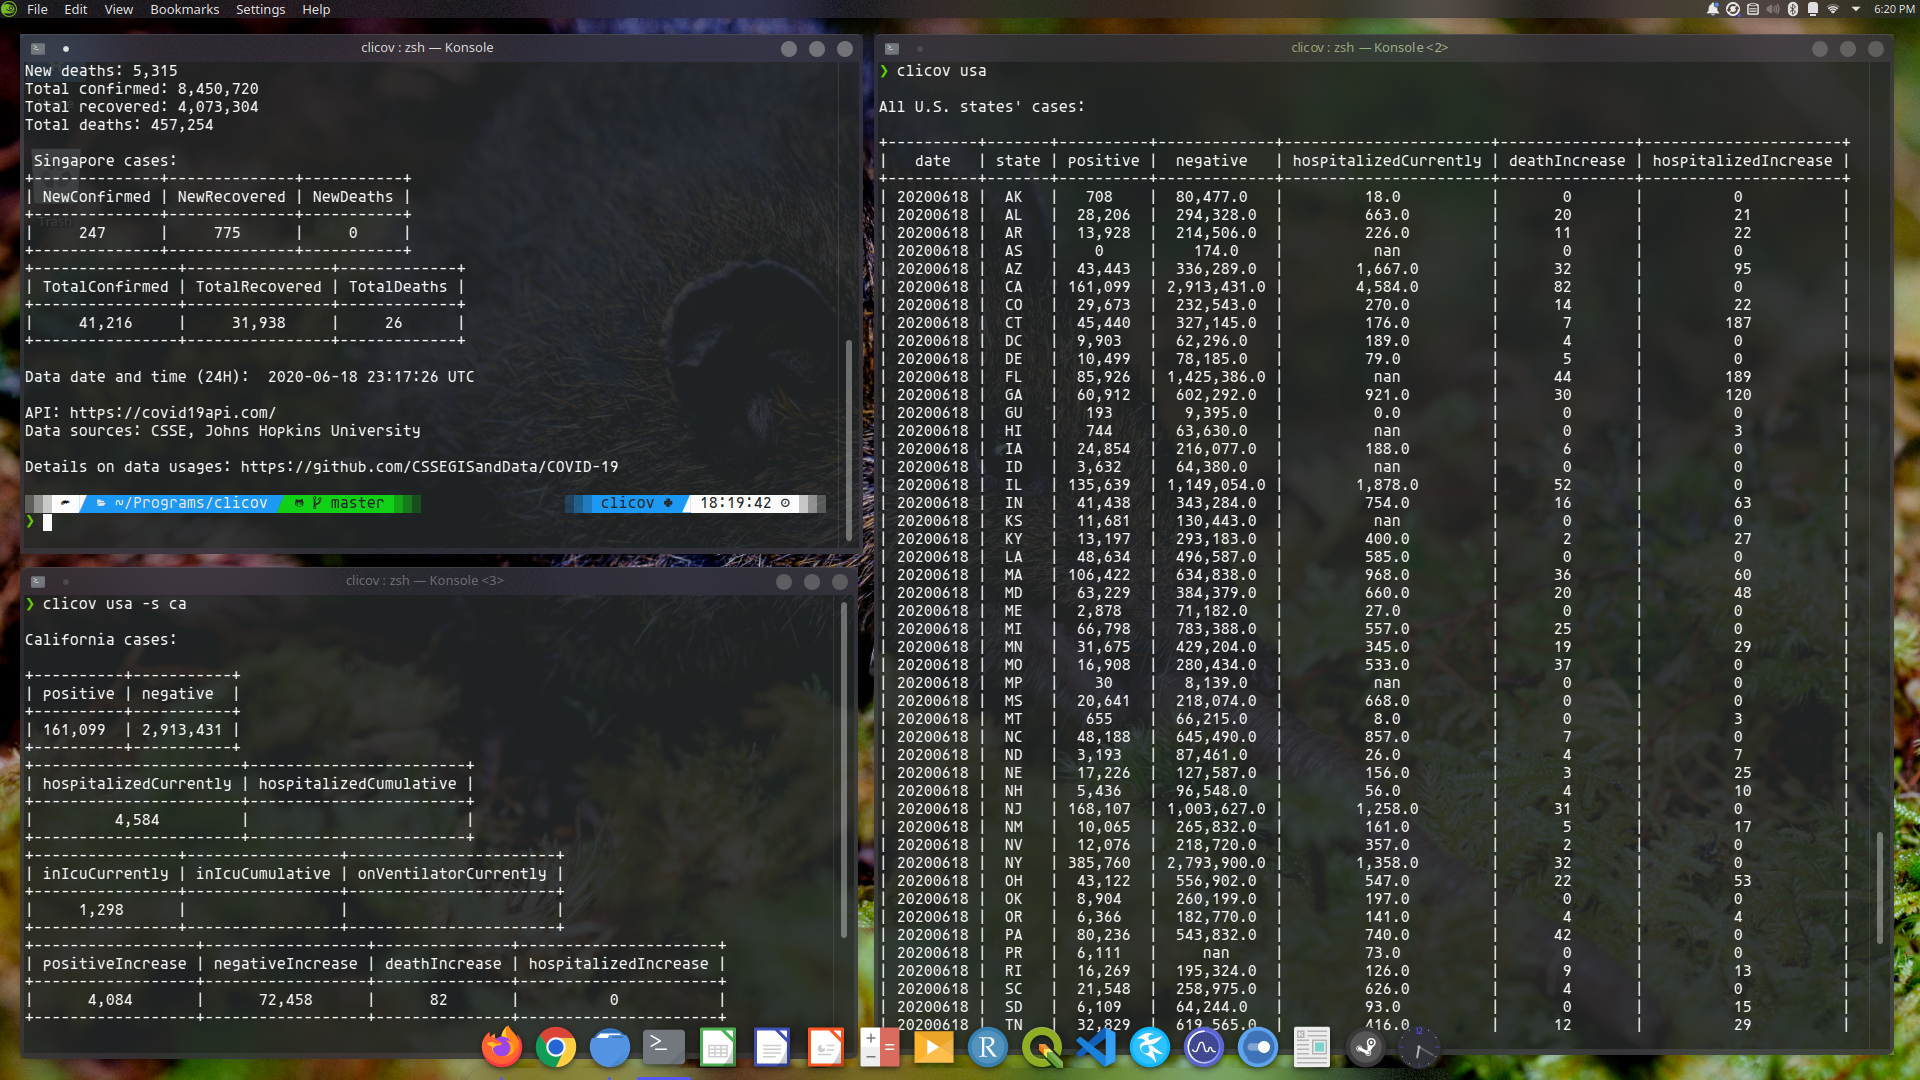 File Edit View Bookmarks Settings Help
6:20 PM
clicov : zsh — Konsole
New deaths: 5,315
Total confirmed: 8,450,720
Total recovered: 4,073,304
Total deaths: 457,254
Singapore cases:
| NewConfirmed | NewRecovered | NewDeaths |
| 247 | 775 | 0 |
| TotalConfirmed | TotalRecovered | TotalDeaths |
| 41,216 | 31,938 | 26 |
Data date and time (24H):  2020-06-18 23:17:26 UTC
API: https://covid19api.com/
Data sources: CSSE, Johns Hopkins University
Details on data usages: https://github.com/CSSEGISandData/COVID-19
~/Programs/clicov master clicov 18:19:42
❯
clicov : zsh — Konsole <3>
❯ clicov usa -s ca
California cases:
| positive | negative |
| 161,099 | 2,913,431 |
| hospitalizedCurrently | hospitalizedCumulative |
| 4,584 | |
| inIcuCurrently | inIcuCumulative | onVentilatorCurrently |
| 1,298 | | |
| positiveIncrease | negativeIncrease | deathIncrease | hospitalizedIncrease |
| 4,084 | 72,458 | 82 | 0 |
clicov : zsh — Konsole <2>
❯ clicov usa
All U.S. states' cases:
| date | state | positive | negative | hospitalizedCurrently | deathIncrease | hospitalizedIncrease |
| 20200618 | AK | 708 | 80,477.0 | 18.0 | 0 | 0 |
| 20200618 | AL | 28,206 | 294,328.0 | 663.0 | 20 | 21 |
| 20200618 | AR | 13,928 | 214,506.0 | 226.0 | 11 | 22 |
| 20200618 | AS | 0 | 174.0 | nan | 0 | 0 |
| 20200618 | AZ | 43,443 | 336,289.0 | 1,667.0 | 32 | 95 |
| 20200618 | CA | 161,099 | 2,913,431.0 | 4,584.0 | 82 | 0 |
| 20200618 | CO | 29,673 | 232,543.0 | 270.0 | 14 | 22 |
| 20200618 | CT | 45,440 | 327,145.0 | 176.0 | 7 | 187 |
| 20200618 | DC | 9,903 | 62,296.0 | 189.0 | 4 | 0 |
| 20200618 | DE | 10,499 | 78,185.0 | 79.0 | 5 | 0 |
| 20200618 | FL | 85,926 | 1,425,386.0 | nan | 44 | 189 |
| 20200618 | GA | 60,912 | 602,292.0 | 921.0 | 30 | 120 |
| 20200618 | GU | 193 | 9,395.0 | 0.0 | 0 | 0 |
| 20200618 | HI | 744 | 63,630.0 | nan | 0 | 3 |
| 20200618 | IA | 24,854 | 216,077.0 | 188.0 | 6 | 0 |
| 20200618 | ID | 3,632 | 64,380.0 | nan | 0 | 0 |
| 20200618 | IL | 135,639 | 1,149,054.0 | 1,878.0 | 52 | 0 |
| 20200618 | IN | 41,438 | 343,284.0 | 754.0 | 16 | 63 |
| 20200618 | KS | 11,681 | 130,443.0 | nan | 0 | 0 |
| 20200618 | KY | 13,197 | 293,183.0 | 400.0 | 2 | 27 |
| 20200618 | LA | 48,634 | 496,587.0 | 585.0 | 0 | 0 |
| 20200618 | MA | 106,422 | 634,838.0 | 968.0 | 36 | 60 |
| 20200618 | MD | 63,229 | 384,379.0 | 660.0 | 20 | 48 |
| 20200618 | ME | 2,878 | 71,182.0 | 27.0 | 0 | 0 |
| 20200618 | MI | 66,798 | 783,388.0 | 557.0 | 25 | 0 |
| 20200618 | MN | 31,675 | 429,204.0 | 345.0 | 19 | 29 |
| 20200618 | MO | 16,908 | 280,434.0 | 533.0 | 37 | 0 |
| 20200618 | MP | 30 | 8,139.0 | nan | 0 | 0 |
| 20200618 | MS | 20,641 | 218,074.0 | 668.0 | 0 | 0 |
| 20200618 | MT | 655 | 66,215.0 | 8.0 | 0 | 3 |
| 20200618 | NC | 48,188 | 645,490.0 | 857.0 | 7 | 0 |
| 20200618 | ND | 3,193 | 87,461.0 | 26.0 | 4 | 7 |
| 20200618 | NE | 17,226 | 127,587.0 | 156.0 | 3 | 25 |
| 20200618 | NH | 5,436 | 96,548.0 | 56.0 | 4 | 10 |
| 20200618 | NJ | 168,107 | 1,003,627.0 | 1,258.0 | 31 | 0 |
| 20200618 | NM | 10,065 | 265,832.0 | 161.0 | 5 | 17 |
| 20200618 | NV | 12,076 | 218,720.0 | 357.0 | 2 | 0 |
| 20200618 | NY | 385,760 | 2,793,900.0 | 1,358.0 | 32 | 0 |
| 20200618 | OH | 43,122 | 556,902.0 | 547.0 | 22 | 53 |
| 20200618 | OK | 8,904 | 260,199.0 | 197.0 | 0 | 0 |
| 20200618 | OR | 6,366 | 182,770.0 | 141.0 | 4 | 4 |
| 20200618 | PA | 80,236 | 543,832.0 | 740.0 | 42 | 0 |
| 20200618 | PR | 6,111 | nan | 73.0 | 0 | 0 |
| 20200618 | RI | 16,269 | 195,324.0 | 126.0 | 9 | 13 |
| 20200618 | SC | 21,548 | 258,975.0 | 626.0 | 4 | 0 |
| 20200618 | SD | 6,109 | 64,244.0 | 93.0 | 0 | 15 |
| 20200618 | TN | 32,829 | 619,565.0 | 416.0 | 12 | 29 |